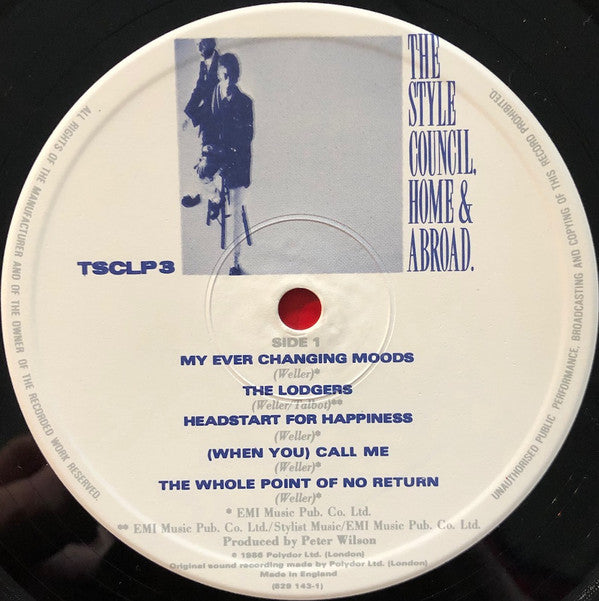 THE
STYLE
COUNCIL,
HOME &
ABROAD.
TSCLP 3
SIDE 1
MY EVER CHANGING MOODS
(Weller)*
THE LODGERS
(Weller/Talbot)**
HEADSTART FOR HAPPINESS
(Weller)*
(WHEN YOU) CALL ME
(Weller)*
THE WHOLE POINT OF NO RETURN
(Weller)*
* EMI Music Pub. Co. Ltd.
** EMI Music Pub. Co. Ltd./Stylist Music/EMI Music Pub. Co. Ltd.
Produced by Peter Wilson
℗ 1986 Polydor Ltd. (London)
Original sound recording made by Polydor Ltd. (London)
Made in England
(829 143-1)
ALL RIGHTS OF THE MANUFACTURER AND OF THE OWNER OF THE RECORDED WORK RESERVED.
UNAUTHORISED PUBLIC PERFORMANCE, BROADCASTING AND COPYING OF THIS RECORD PROHIBITED.